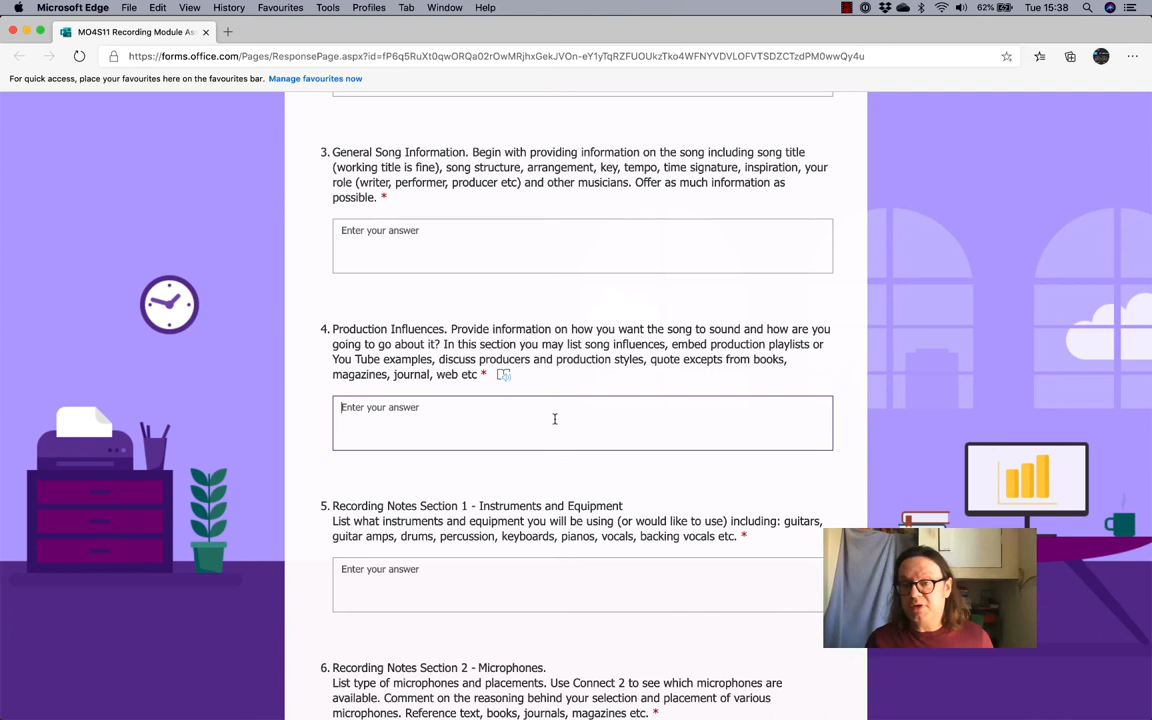 Microsoft Edge File Edit View History Favourites Tools Profiles Tab Window Help 62% Tue 15:38
MO4S11 Recording Module As
https://forms.office.com/Pages/ResponsePage.aspx?id=fP6q5RuXt0qwORQa02rOwMRjhxGekJVOn-eY1yTqRZFUOUkzTko4WFNYVDVLOFVTSDZCTzdPM0wwQy4u
For quick access, place your favourites here on the favourites bar. Manage favourites now
3. General Song Information. Begin with providing information on the song including song title
(working title is fine), song structure, arrangement, key, tempo, time signature, inspiration, your
role (writer, performer, producer etc) and other musicians. Offer as much information as
possible. *
Enter your answer
4. Production Influences. Provide information on how you want the song to sound and how are you
going to go about it? In this section you may list song influences, embed production playlists or
You Tube examples, discuss producers and production styles, quote excepts from books,
magazines, journal, web etc *
Enter your answer
5. Recording Notes Section 1 - Instruments and Equipment
List what instruments and equipment you will be using (or would like to use) including: guitars,
guitar amps, drums, percussion, keyboards, pianos, vocals, backing vocals etc. *
Enter your answer
6. Recording Notes Section 2 - Microphones.
List type of microphones and placements. Use Connect 2 to see which microphones are
available. Comment on the reasoning behind your selection and placement of various
microphones. Reference text, books, journals, magazines etc. *